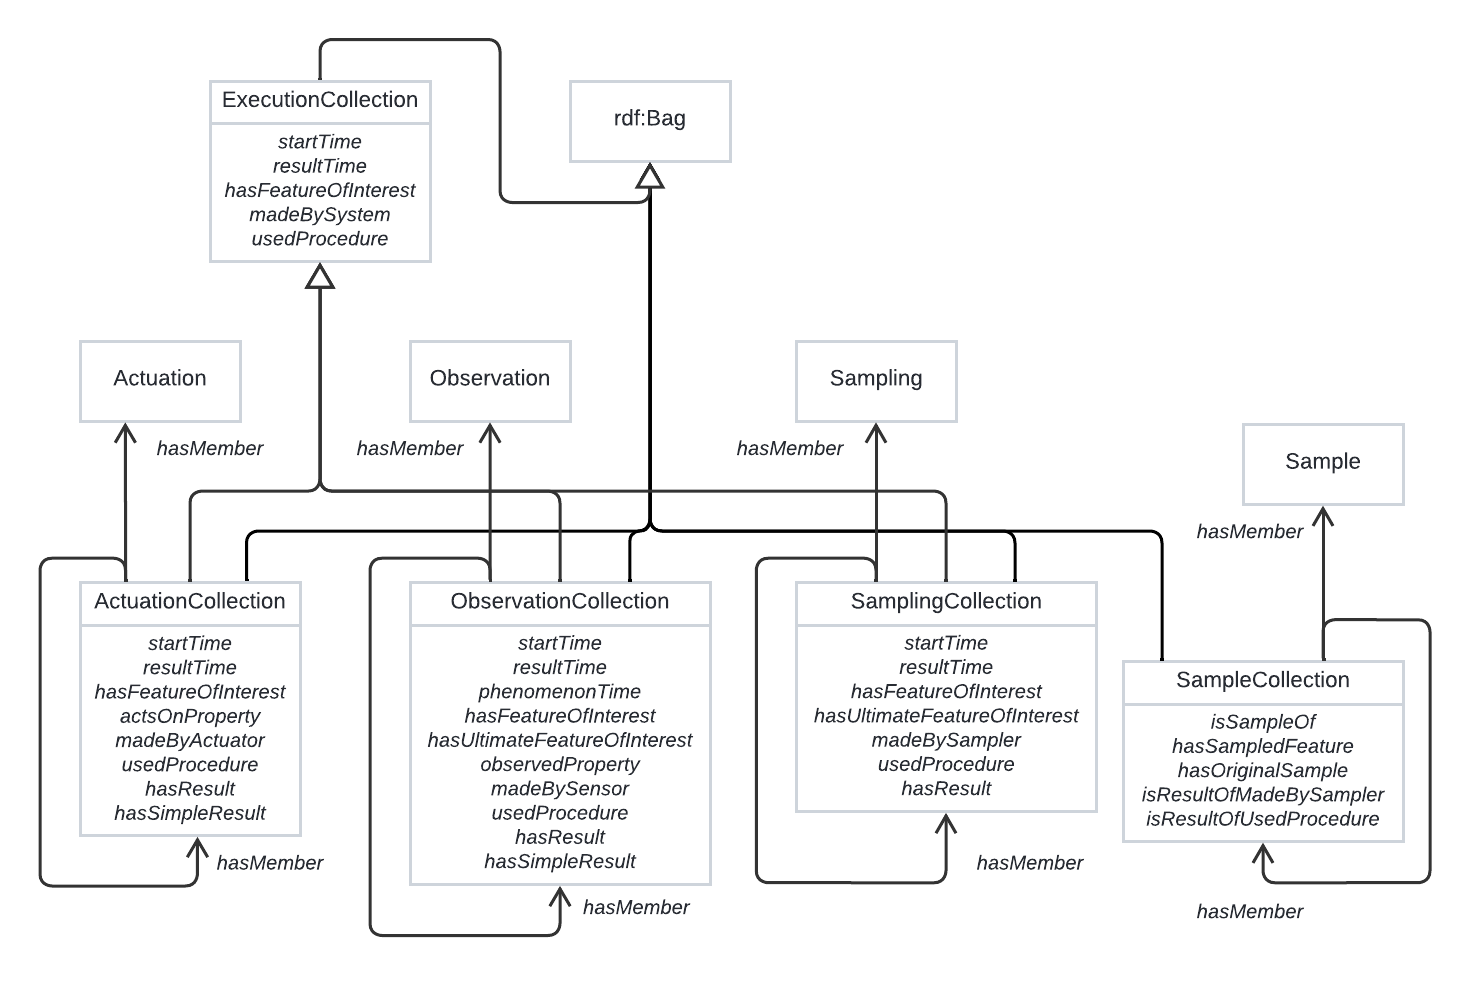 ExecutionCollection
startTime
resultTime
hasFeatureOfInterest
madeBySystem
usedProcedure
rdf:Bag
Actuation
Observation
Sampling
Sample
hasMember
hasMember
hasMember
hasMember
ActuationCollection
startTime
resultTime
hasFeatureOfInterest
actsOnProperty
madeByActuator
usedProcedure
hasResult
hasSimpleResult
hasMember
ObservationCollection
startTime
resultTime
phenomenonTime
hasFeatureOfInterest
hasUltimateFeatureOfInterest
observedProperty
madeBySensor
usedProcedure
hasResult
hasSimpleResult
hasMember
SamplingCollection
startTime
resultTime
hasFeatureOfInterest
hasUltimateFeatureOfInterest
madeBySampler
usedProcedure
hasResult
hasMember
SampleCollection
isSampleOf
hasSampledFeature
hasOriginalSample
isResultOfMadeBySampler
isResultOfUsedProcedure
hasMember